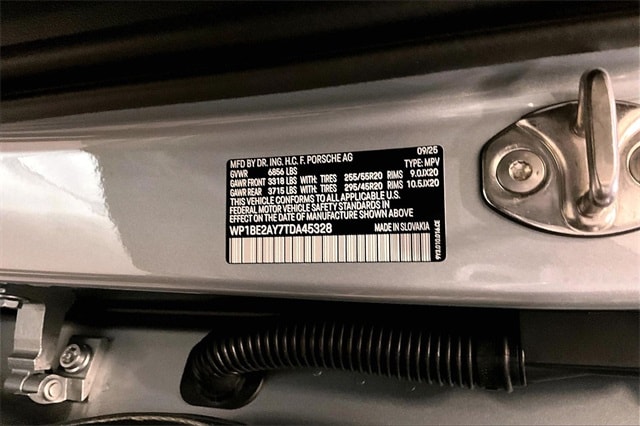 MFD BY DR. ING. H.C. F. PORSCHE AG 09/25
GVWR 6856 LBS TYPE: MPV
GAWR FRONT 3318 LBS WITH: TIRES 255/55R20 RIMS 9.0JX20
GAWR REAR 3715 LBS WITH: TIRES 295/45R20 RIMS 10.5JX20
THIS VEHICLE CONFORMS TO ALL APPLICABLE U.S.
FEDERAL MOTOR VEHICLE SAFETY STANDARDS IN
EFFECT ON THE DATE OF MANUFACTURE SHOWN ABOVE
WP1BE2AY7TDA45328 MADE IN SLOVAKIA